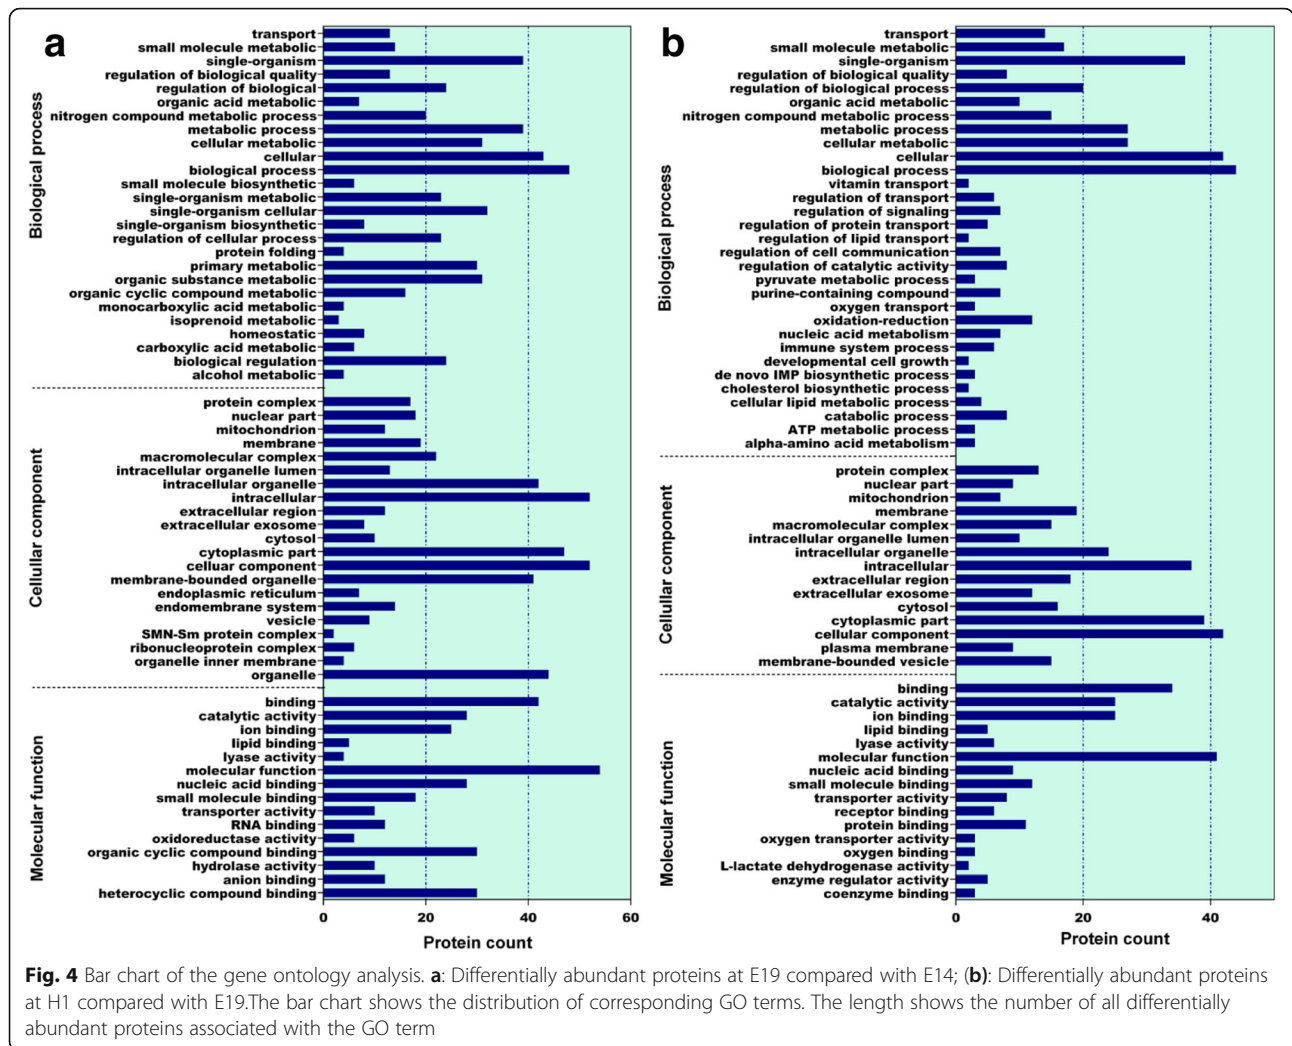 a
transport
small molecule metabolic
single-organism
regulation of biological quality
regulation of biological
organic acid metabolic
nitrogen compound metabolic process
metabolic process
cellular metabolic
cellular
biological process
small molecule biosynthetic
single-organism metabolic
single-organism cellular
single-organism biosynthetic
regulation of cellular process
protein folding
primary metabolic
organic substance metabolic
organic cyclic compound metabolic
monocarboxylic acid metabolic
isoprenoid metabolic
homeostatic
carboxylic acid metabolic
biological regulation
alcohol metabolic
Biological process
protein complex
nuclear part
mitochondrion
membrane
macromolecular complex
intracellular organelle lumen
intracellular organelle
intracellular
extracellular region
extracellular exosome
cytosol
cytoplasmic part
celluar component
membrane-bounded organelle
endoplasmic reticulum
endomembrane system
vesicle
SMN-Sm protein complex
ribonucleoprotein complex
organelle inner membrane
organelle
Cellullar component
binding
catalytic activity
ion binding
lipid binding
lyase activity
molecular function
nucleic acid binding
small molecule binding
transporter activity
RNA binding
oxidoreductase activity
organic cyclic compound binding
hydrolase activity
anion binding
heterocyclic compound binding
Molecular function
0 20 40 60
Protein count
b
transport
small molecule metabolic
single-organism
regulation of biological quality
regulation of biological process
organic acid metabolic
nitrogen compound metabolic process
metabolic process
cellular metabolic
cellular
biological process
vitamin transport
regulation of transport
regulation of signaling
regulation of protein transport
regulation of lipid transport
regulation of cell communication
regulation of catalytic activity
pyruvate metabolic process
purine-containing compound
oxygen transport
oxidation-reduction
nucleic acid metabolism
immune system process
developmental cell growth
de novo IMP biosynthetic process
cholesterol biosynthetic process
cellular lipid metabolic process
catabolic process
ATP metabolic process
alpha-amino acid metabolism
Biological process
protein complex
nuclear part
mitochondrion
membrane
macromolecular complex
intracellular organelle lumen
intracellular organelle
intracellular
extracellular region
extracellular exosome
cytosol
cytoplasmic part
cellular component
plasma membrane
membrane-bounded vesicle
Cellullar component
binding
catalytic activity
ion binding
lipid binding
lyase activity
molecular function
nucleic acid binding
small molecule binding
transporter activity
receptor binding
protein binding
oxygen transporter activity
oxygen binding
L-lactate dehydrogenase activity
enzyme regulator activity
coenzyme binding
Molecular function
0 20 40
Protein count
Fig. 4 Bar chart of the gene ontology analysis. a: Differentially abundant proteins at E19 compared with E14; (b): Differentially abundant proteins
at H1 compared with E19.The bar chart shows the distribution of corresponding GO terms. The length shows the number of all differentially
abundant proteins associated with the GO term